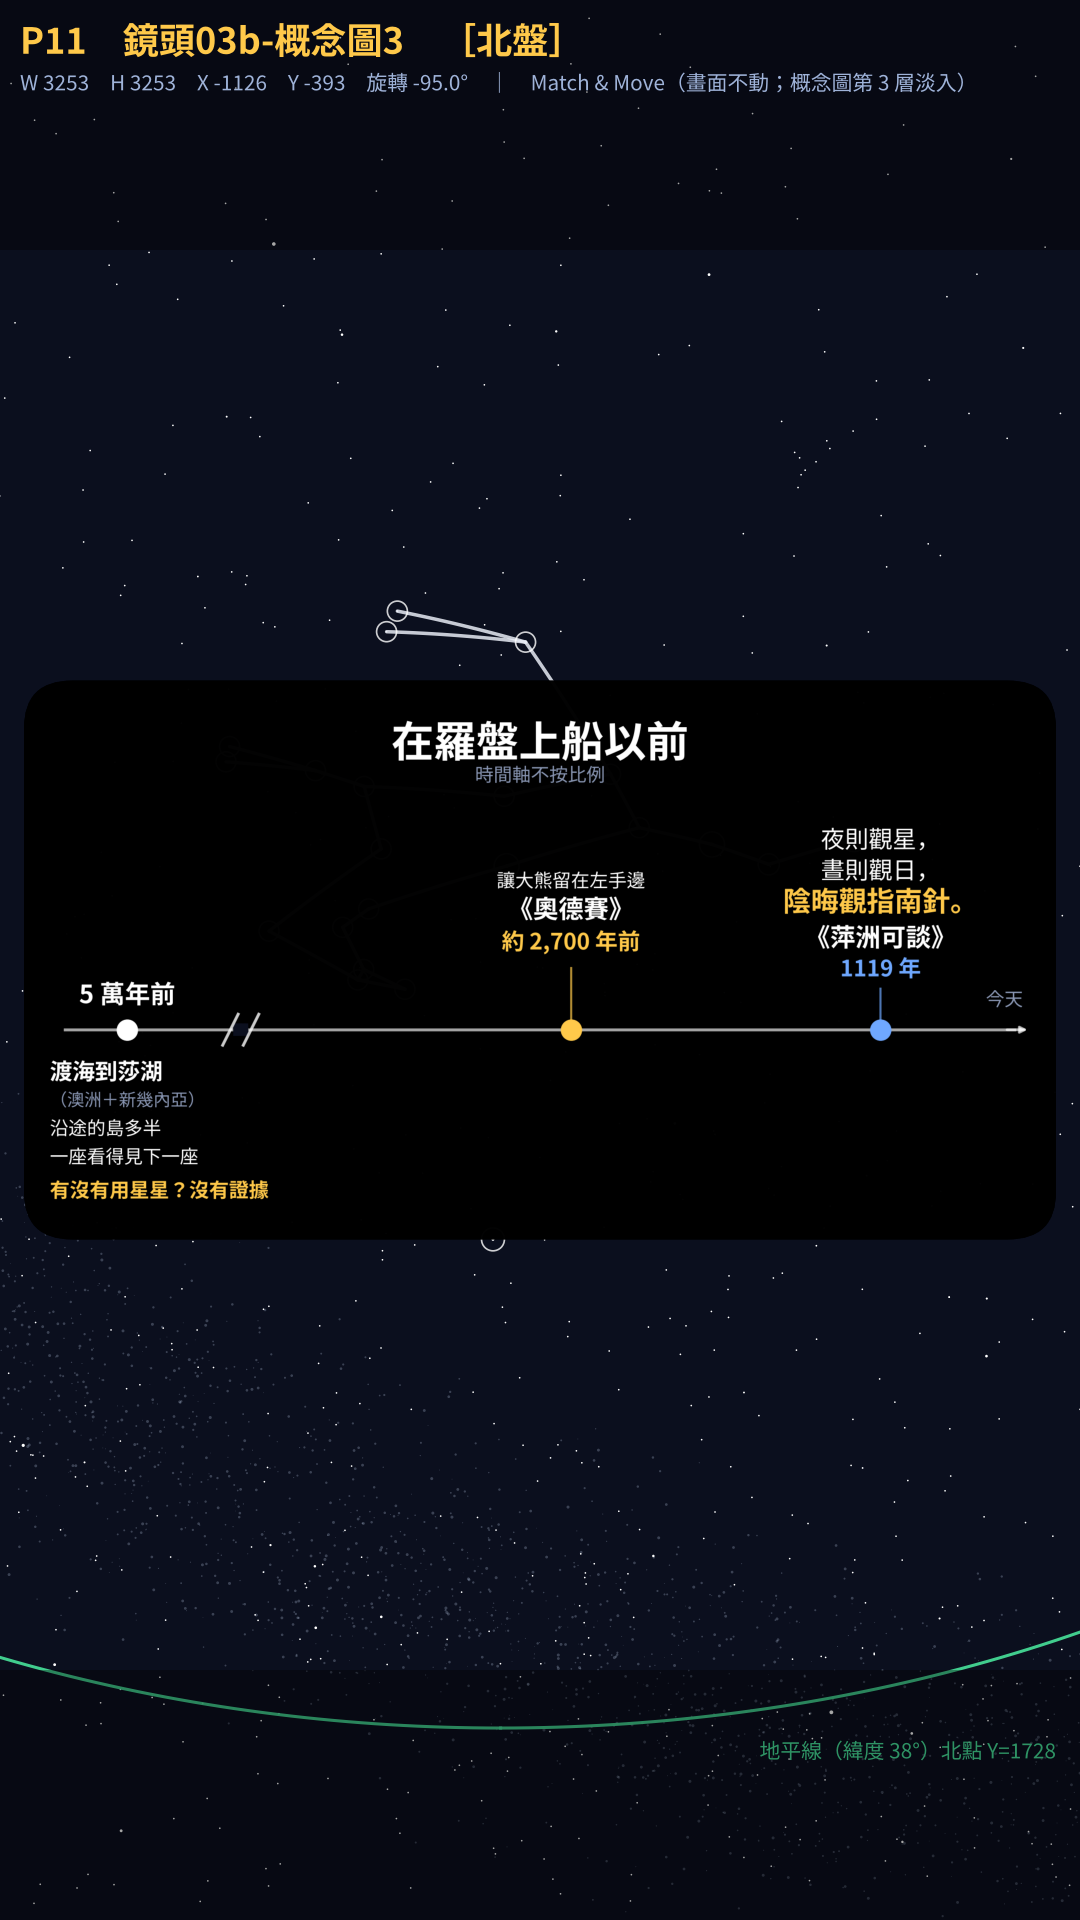 P11 鏡頭03b-概念圖3 [北盤]
W 3253 H 3253 X -1126 Y -393 旋轉 -95.0° ｜ Match & Move（畫面不動；概念圖第 3 層淡入）
在羅盤上船以前
時間軸不按比例
夜則觀星，
晝則觀日，
陰晦觀指南針。
《萍洲可談》
1119 年
讓大熊留在左手邊
《奧德賽》
約 2,700 年前
5 萬年前
今天
渡海到莎湖
（澳洲＋新幾內亞）
沿途的島多半
一座看得見下一座
有沒有用星星？沒有證據
地平線（緯度 38°）北點 Y=1728